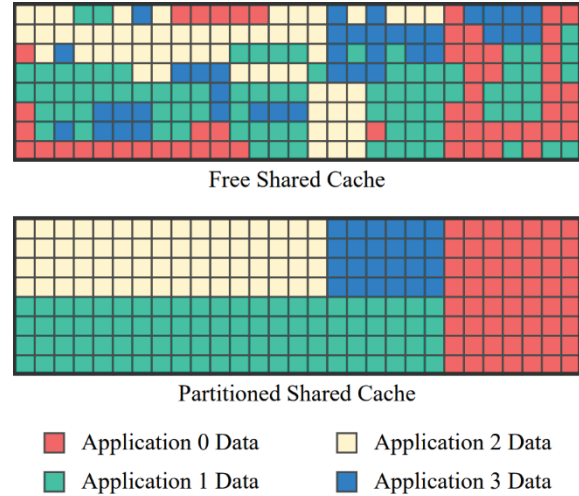 Free Shared Cache
Partitioned Shared Cache
Application 0 Data
Application 2 Data
Application 1 Data
Application 3 Data